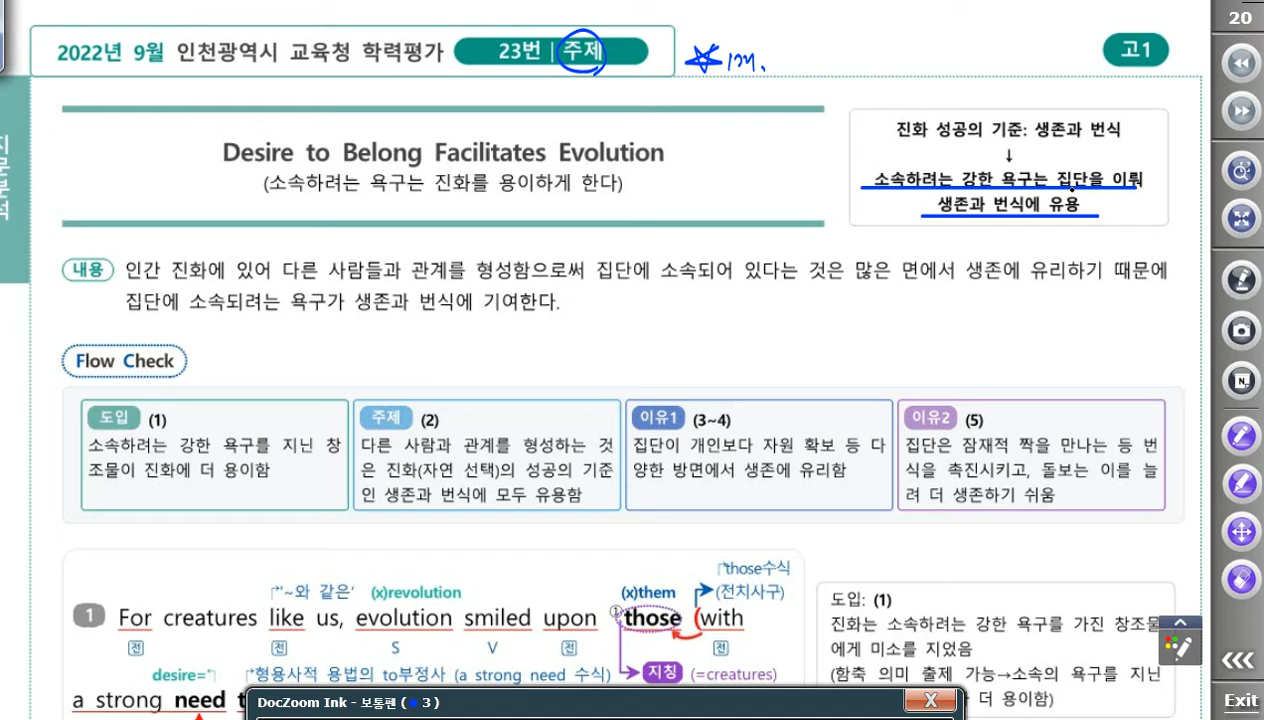 20
2022년 9월 인천광역시 교육청 학력평가 23번 | 주제
고1
지문분석
Desire to Belong Facilitates Evolution
(소속하려는 욕구는 진화를 용이하게 한다)
진화 성공의 기준: 생존과 번식
↓
소속하려는 강한 욕구는 집단을 이뤄
생존과 번식에 유용
내용 인간 진화에 있어 다른 사람들과 관계를 형성함으로써 집단에 소속되어 있다는 것은 많은 면에서 생존에 유리하기 때문에
집단에 소속되려는 욕구가 생존과 번식에 기여한다.
Flow Check
도입 (1)
소속하려는 강한 욕구를 지닌 창
조물이 진화에 더 용이함
주제 (2)
다른 사람과 관계를 형성하는 것
은 진화(자연 선택)의 성공의 기준
인 생존과 번식에 모두 유용함
이유1 (3~4)
집단이 개인보다 자원 확보 등 다
양한 방면에서 생존에 유리함
이유2 (5)
집단은 잠재적 짝을 만나는 등 번
식을 촉진시키고, 돌보는 이를 늘
려 더 생존하기 쉬움
those수식
'~와 같은' (x)revolution (x)them (전치사구)
1 For creatures like us, evolution smiled upon ① those (with
전 전 S V 전 전
desire= 형용사적 용법의 to부정사 (a strong need 수식) 지칭 (=creatures)
a strong need
도입: (1)
진화는 소속하려는 강한 욕구를 가진 창조물
에게 미소를 지었음
(함축 의미 출제 가능→소속의 욕구를 지닌
더 용이함)
DocZoom Ink - 보통펜 ( 3 )
X
N
Exit